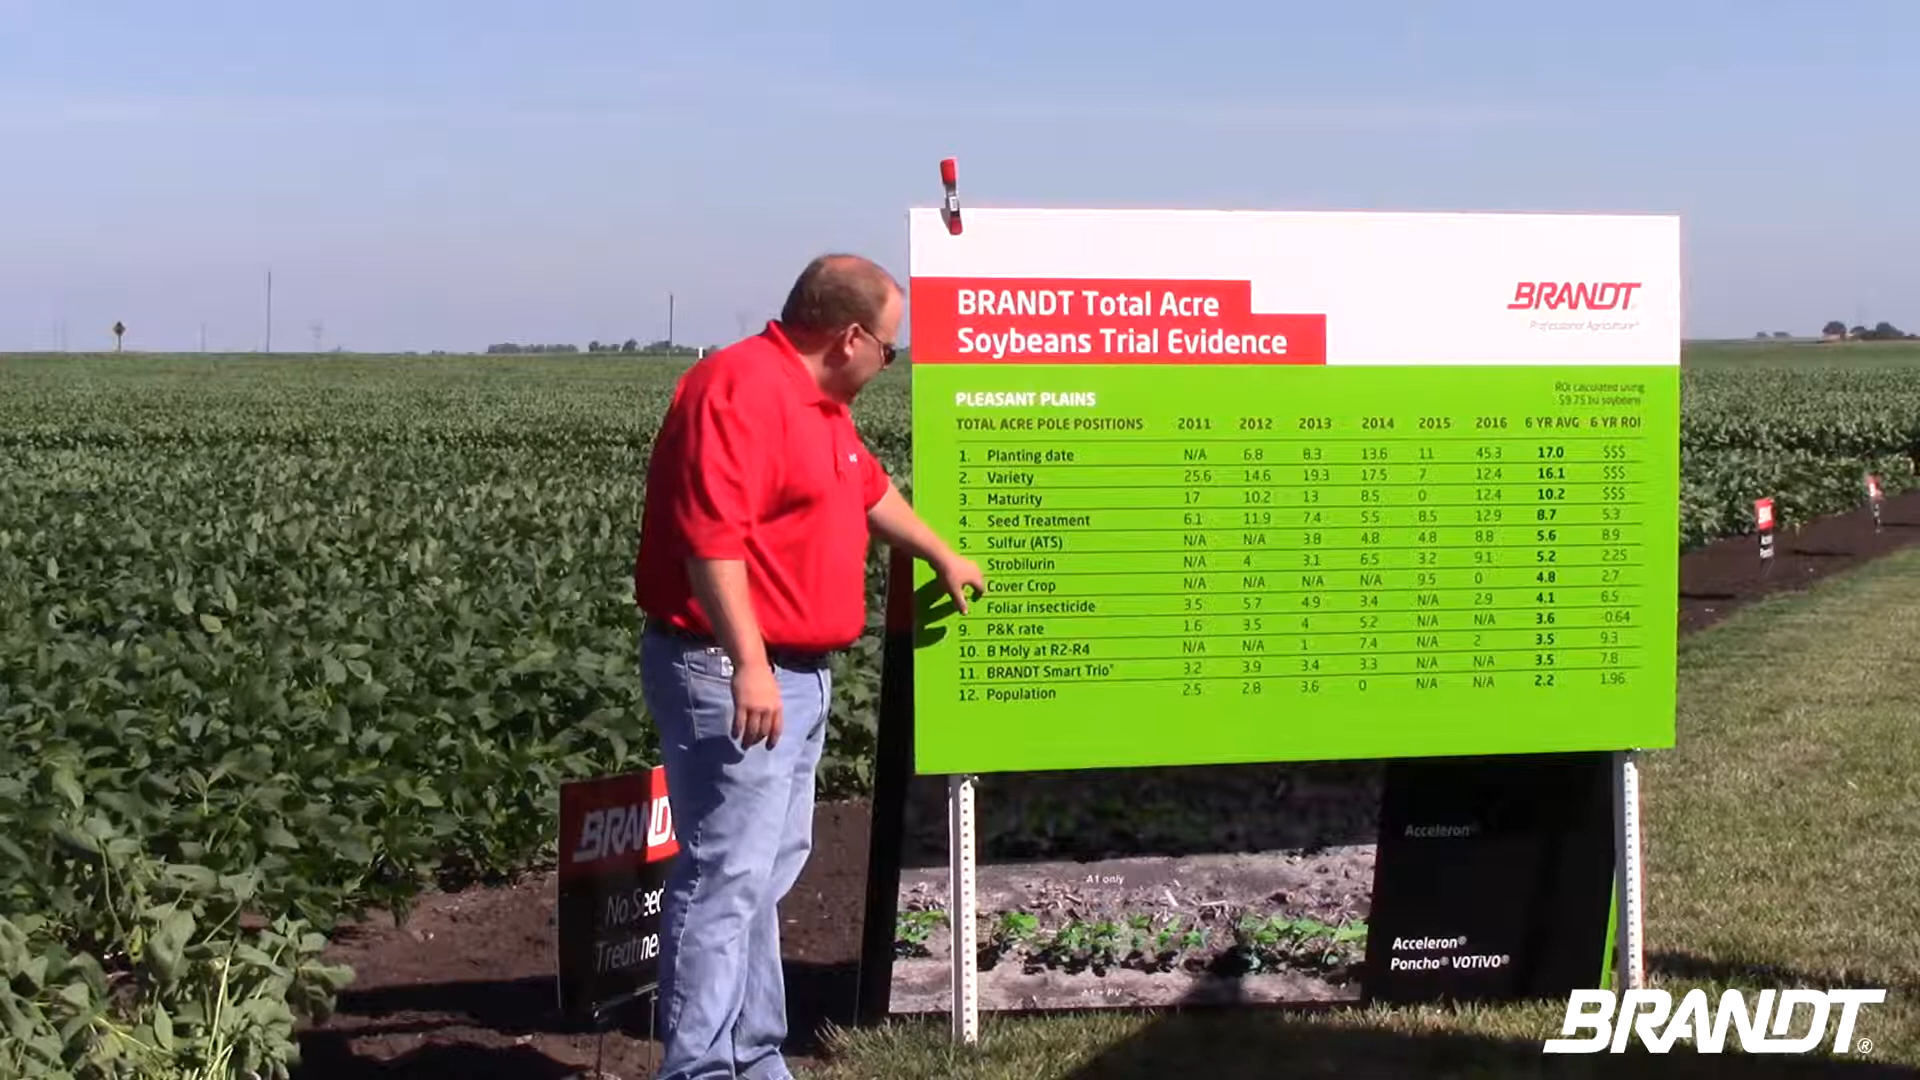 BRANDT Total Acre
Soybeans Trial Evidence
BRANDT
Professional Agriculture®
PLEASANT PLAINS
ROI calculated using
$9.75 bu soybeans
TOTAL ACRE POLE POSITIONS 2011 2012 2013 2014 2015 2016 6 YR AVG 6 YR ROI
1. Planting date N/A 6.8 8.3 13.6 11 45.3 17.0 $$$
2. Variety 25.6 14.6 19.3 17.5 7 12.4 16.1 $$$
3. Maturity 17 10.2 13 8.5 0 12.4 10.2 $$$
4. Seed Treatment 6.1 11.9 7.4 5.5 8.5 12.9 8.7 5.3
5. Sulfur (ATS) N/A N/A 3.8 4.8 4.8 8.8 5.6 8.9
Strobilurin N/A 4 3.1 6.5 3.2 9.1 5.2 2.25
Cover Crop N/A N/A N/A N/A 9.5 0 4.8 2.7
Foliar insecticide 3.5 5.7 4.9 3.4 N/A 2.9 4.1 6.5
9. P&K rate 1.6 3.5 4 5.2 N/A N/A 3.6 -0.64
10. B Moly at R2-R4 N/A N/A 1 7.4 N/A 2 3.5 9.3
11. BRANDT Smart Trio® 3.2 3.9 3.4 3.3 N/A N/A 3.5 7.8
12. Population 2.5 2.8 3.6 0 N/A N/A 2.2 1.96
BRANDT
No Seed
Treatme
Acceleron®
A1 only
Acceleron®
Poncho® VOTiVO®
A1 + PV
BRANDT®